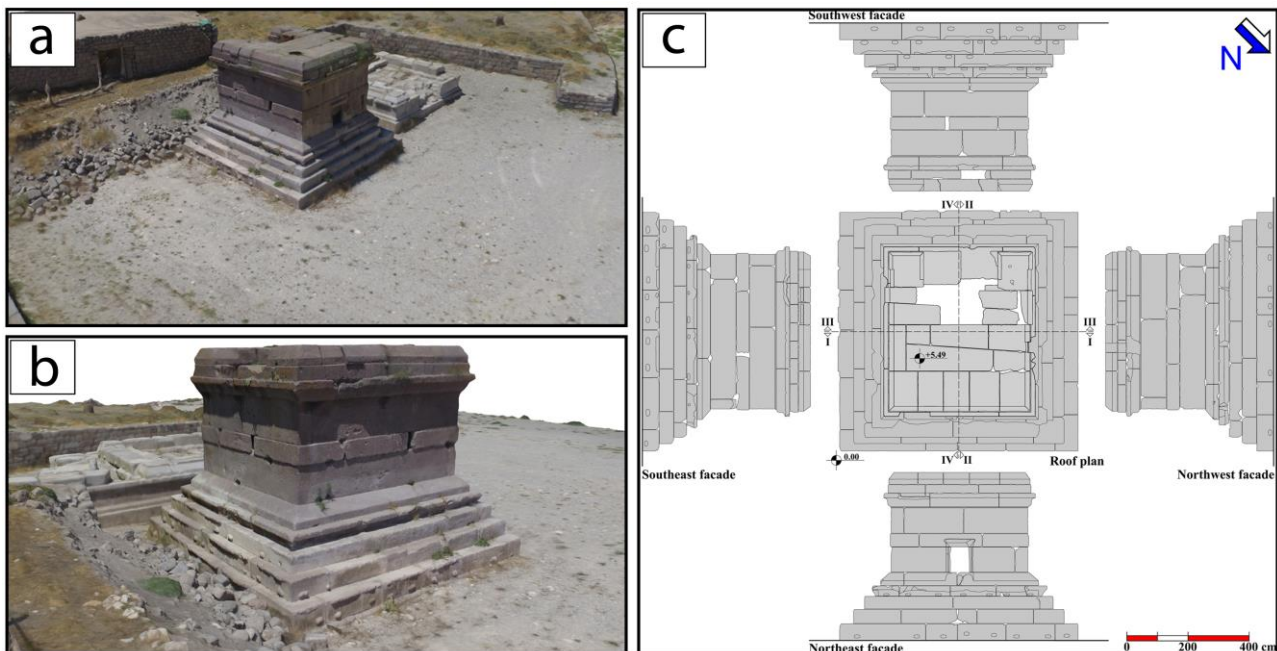 a
b
c
Southwest facade
N
IV II
III
I
III
I
+5.49
0.00
IV II
Roof plan
Southeast facade
Northwest facade
Northeast facade
0 200 400 cm